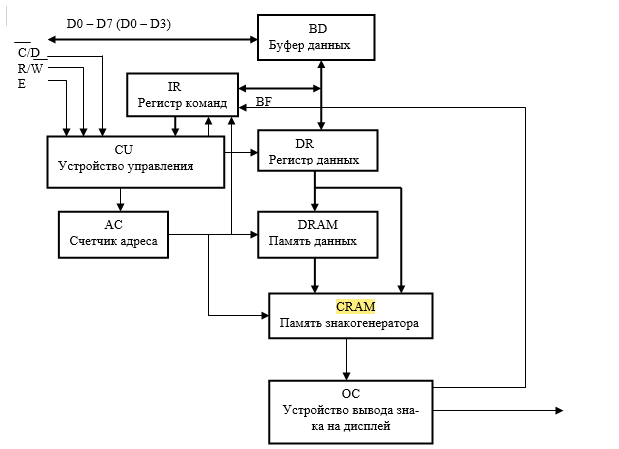 D0 – D7 (D0 – D3)
BD
Буфер данных
C/D
R/W
E
IR
Регистр команд
BF
CU
Устройство управления
DR
Регистр данных
AC
Счетчик адреса
DRAM
Память данных
CRAM
Память знакогенератора
OC
Устройство вывода зна-
ка на дисплей